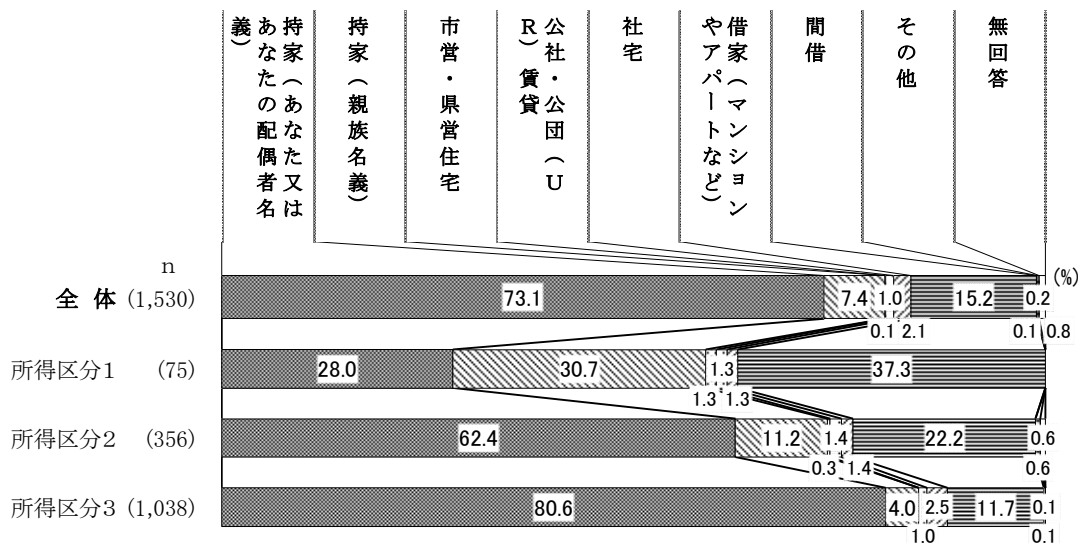 持家（あなた又は
あなたの配偶者名
義）
持家（親族名義）
市営・県営住宅
公社・公団（Ｕ
Ｒ）賃貸
社宅
借家（マンション
やアパートなど）
間借
その他
無回答
(%)
ｎ
全 体 (1,530)
73.1
7.4
1.0
15.2
0.2
0.1
2.1
0.1
0.8
所得区分1 (75)
28.0
30.7
1.3
37.3
1.3
1.3
所得区分2 (356)
62.4
11.2
1.4
22.2
0.6
0.3
1.4
0.6
所得区分3 (1,038)
80.6
4.0
2.5
11.7
0.1
1.0
0.1